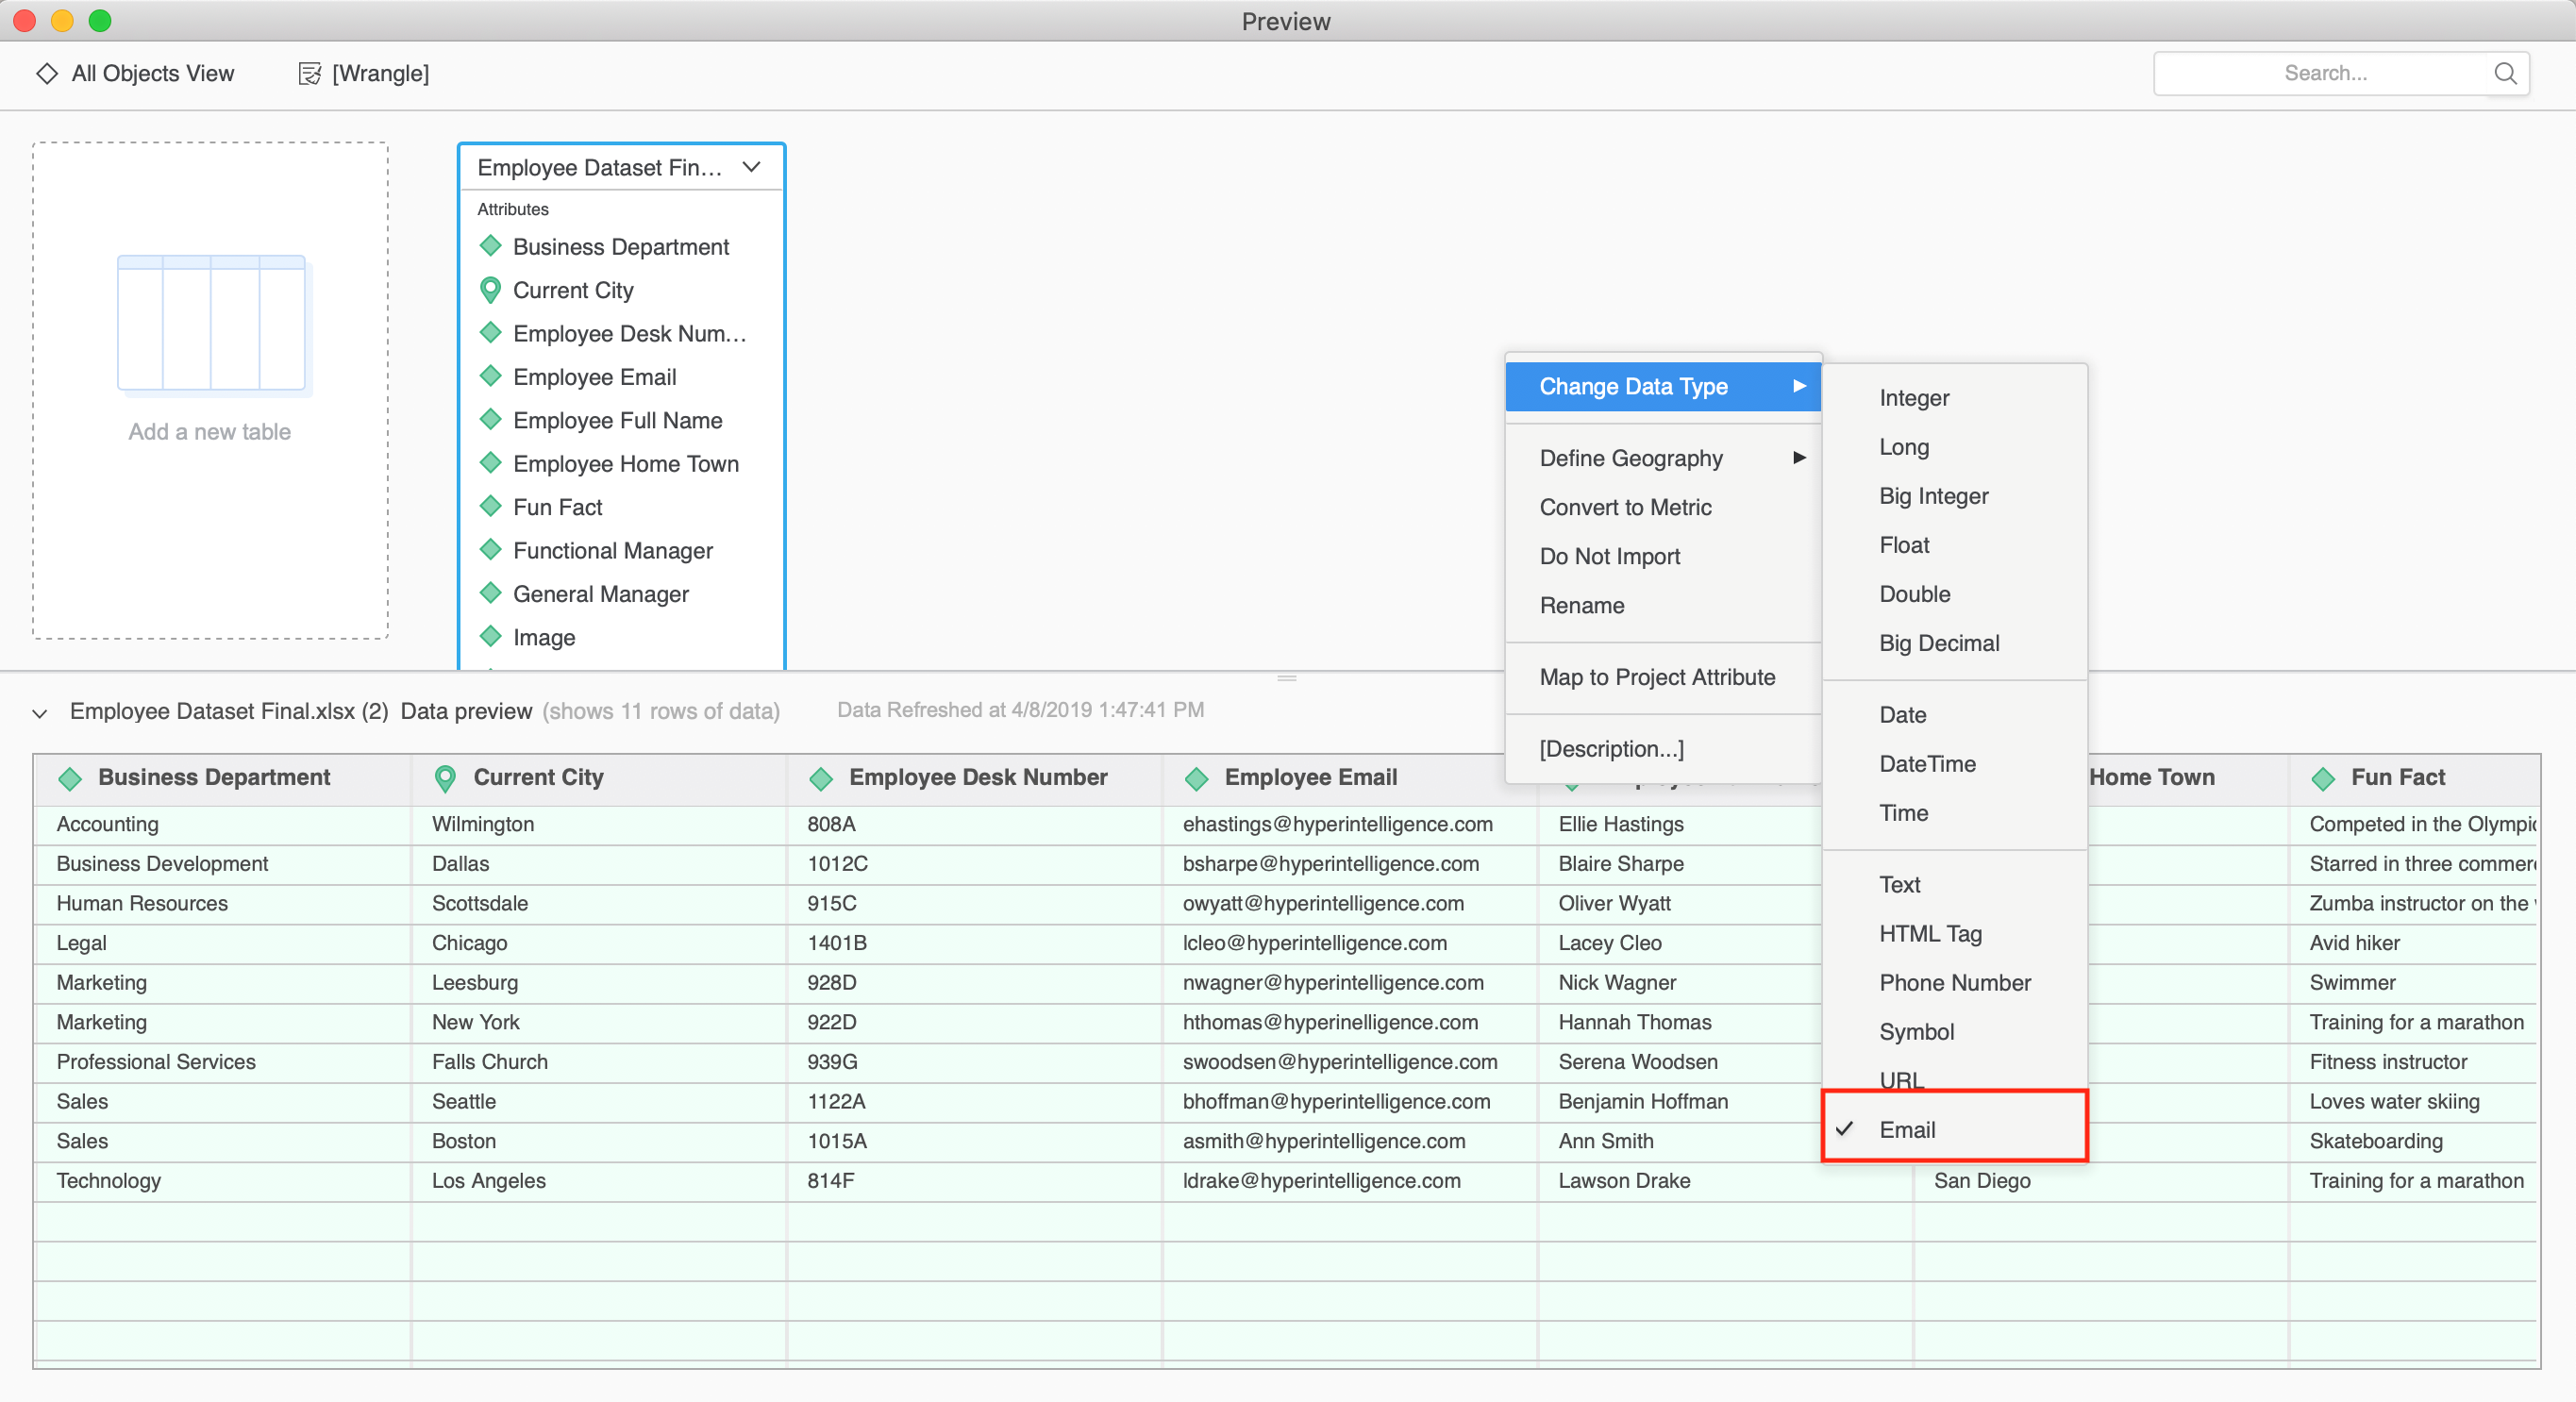 Preview
All Objects View [Wrangle] Search...
Employee Dataset Fin...
Attributes
Business Department
Current City
Employee Desk Num...
Employee Email
Employee Full Name
Employee Home Town
Fun Fact
Functional Manager
General Manager
Image
Add a new table
Change Data Type
Define Geography
Convert to Metric
Do Not Import
Rename
Map to Project Attribute
[Description...]
Integer
Long
Big Integer
Float
Double
Big Decimal
Date
DateTime
Time
Text
HTML Tag
Phone Number
Symbol
URL
Email
Employee Dataset Final.xlsx (2) Data preview (shows 11 rows of data) Data Refreshed at 4/8/2019 1:47:41 PM
Business Department Current City Employee Desk Number Employee Email Home Town Fun Fact
Accounting Wilmington 808A ehastings@hyperintelligence.com Ellie Hastings Competed in the Olympic
Business Development Dallas 1012C bsharpe@hyperintelligence.com Blaire Sharpe Starred in three commer
Human Resources Scottsdale 915C owyatt@hyperintelligence.com Oliver Wyatt Zumba instructor on the
Legal Chicago 1401B lcleo@hyperintelligence.com Lacey Cleo Avid hiker
Marketing Leesburg 928D nwagner@hyperintelligence.com Nick Wagner Swimmer
Marketing New York 922D hthomas@hyperinelligence.com Hannah Thomas Training for a marathon
Professional Services Falls Church 939G swoodsen@hyperintelligence.com Serena Woodsen Fitness instructor
Sales Seattle 1122A bhoffman@hyperintelligence.com Benjamin Hoffman Loves water skiing
Sales Boston 1015A asmith@hyperintelligence.com Ann Smith Skateboarding
Technology Los Angeles 814F ldrake@hyperintelligence.com Lawson Drake San Diego Training for a marathon